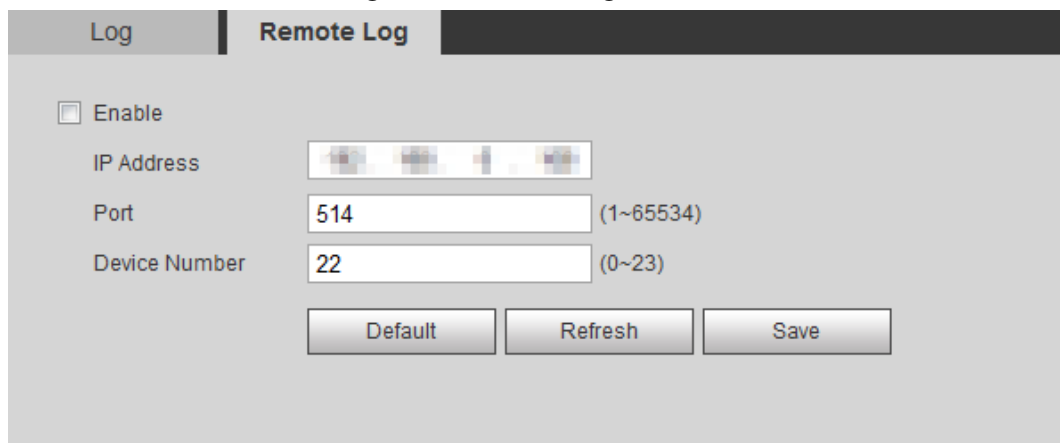 Log Remote Log
Enable
IP Address
Port 514 (1~65534)
Device Number 22 (0~23)
Default Refresh Save